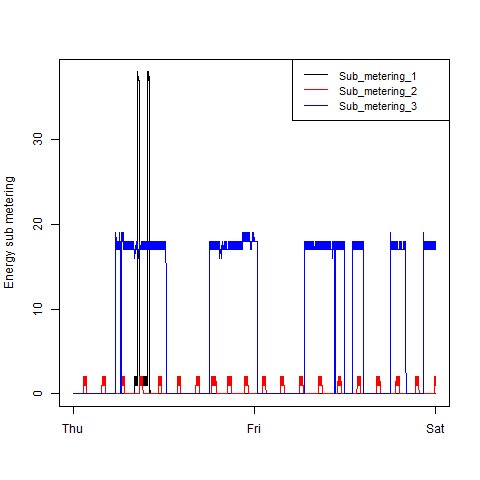 Sub_metering_1
Sub_metering_2
Sub_metering_3
Energy sub metering
30
20
10
0
Thu Fri Sat